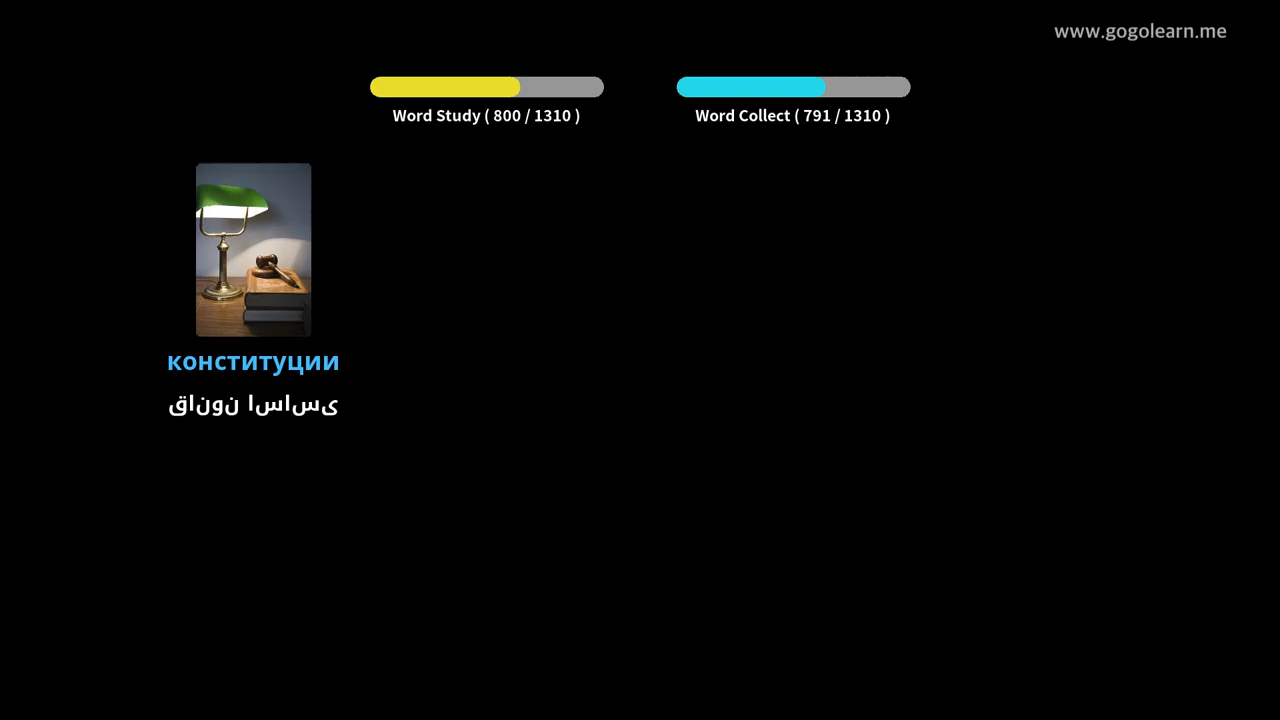 www.gogolearn.me
Word Study ( 800 / 1310 )
Word Collect ( 791 / 1310 )
конституции
قانون اساسی